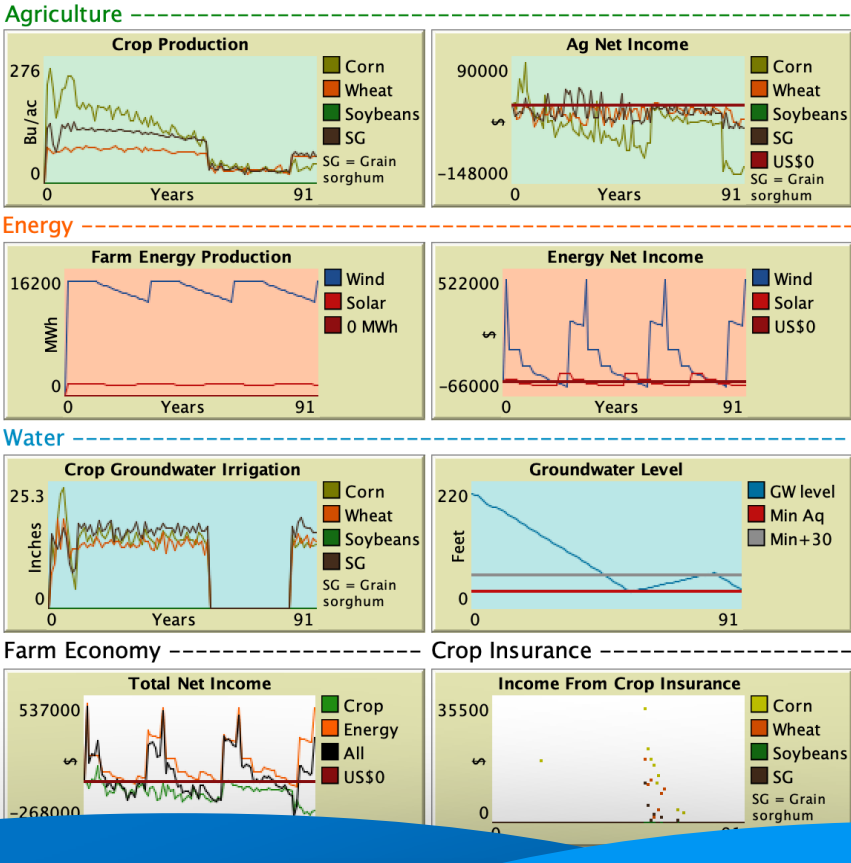 Agriculture
Crop Production
276
0
Bu/ac
0
Years
91
Corn
Wheat
Soybeans
SG
SG = Grain
sorghum
Ag Net Income
90000
-148000
$
0
Years
91
Corn
Wheat
Soybeans
SG
US$0
SG = Grain
sorghum
Energy
Farm Energy Production
16200
0
MWh
0
Years
91
Wind
Solar
0 MWh
Energy Net Income
522000
-66000
$
0
Years
91
Wind
Solar
US$0
Water
Crop Groundwater Irrigation
25.3
0
Inches
0
Years
91
Corn
Wheat
Soybeans
SG
SG = Grain
sorghum
Groundwater Level
220
0
Feet
0
91
GW level
Min Aq
Min+30
Farm Economy
Total Net Income
537000
-268000
$
Crop
Energy
All
US$0
Crop Insurance
Income From Crop Insurance
35500
0
$
Corn
Wheat
Soybeans
SG
SG = Grain
sorghum